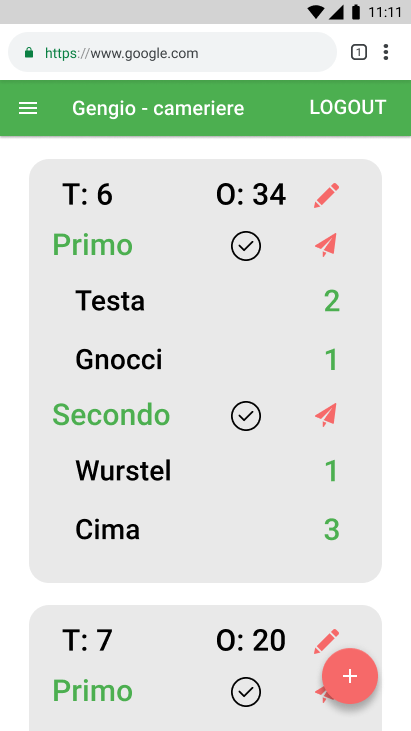 11:11
https://www.google.com 1
Gengio - cameriere LOGOUT
T: 6 O: 34
Primo
Testa 2
Gnocci 1
Secondo
Wurstel 1
Cima 3
T: 7 O: 20
Primo